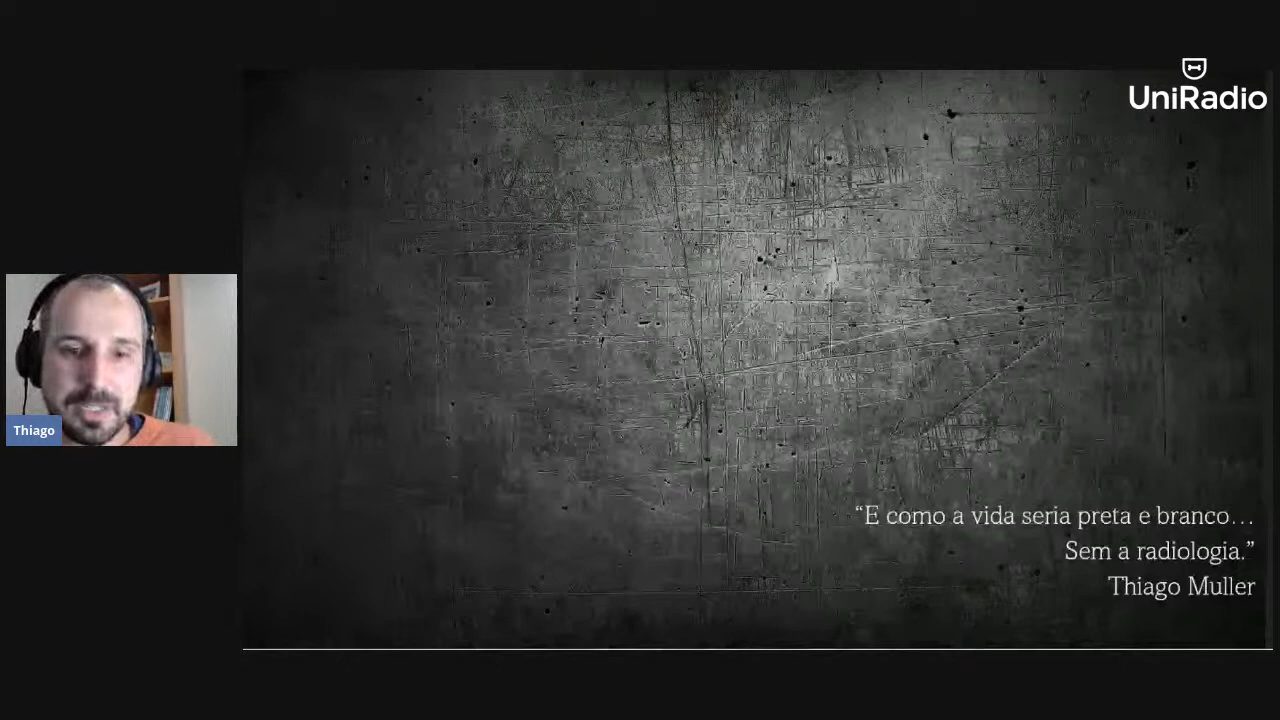 UniRadio
Thiago
“E como a vida seria preta e branco...
Sem a radiologia.”
Thiago Muller